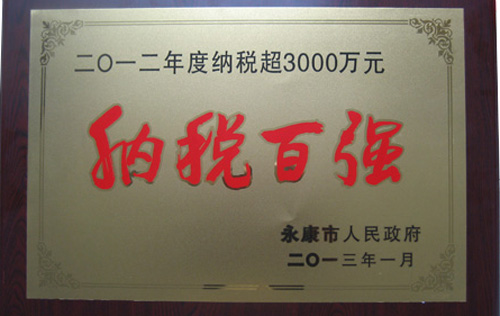 二〇一二年度纳税超3000万元
纳税百强
永康市人民政府
二〇一三年一月